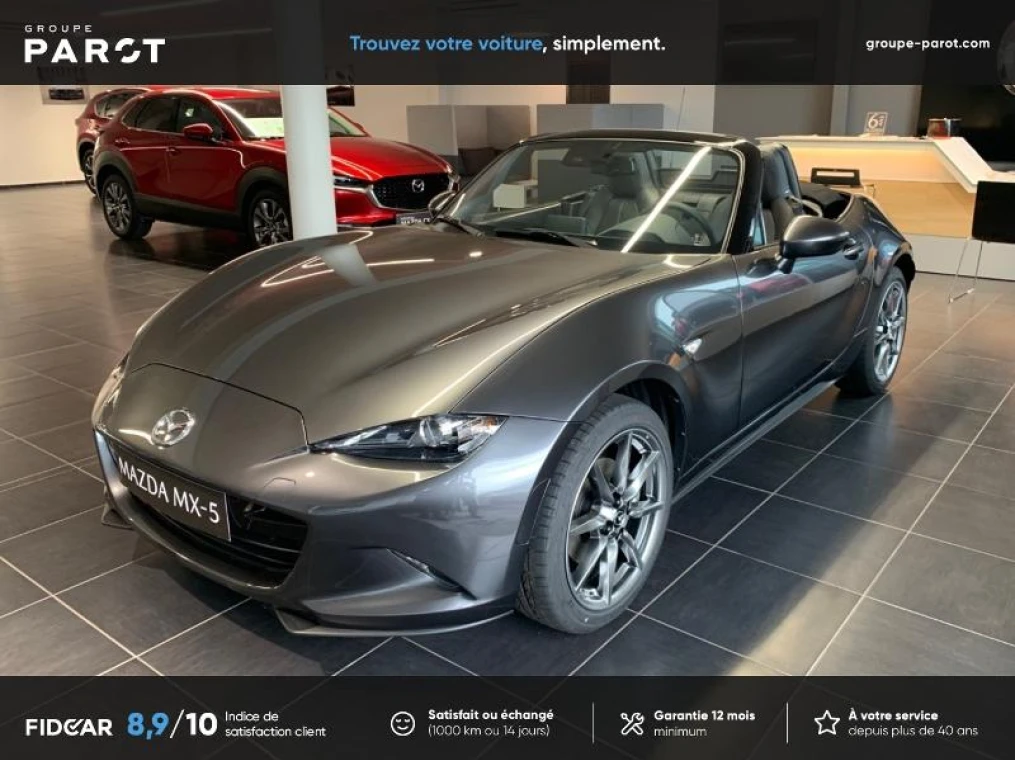 GROUPE
PAROT
Trouvez votre voiture, simplement.
groupe-parot.com
6
MAZDA MX-5
FIDCAR 8,9/10 Indice de
satisfaction client
Satisfait ou échangé
(1000 km ou 14 jours)
Garantie 12 mois
minimum
À votre service
depuis plus de 40 ans